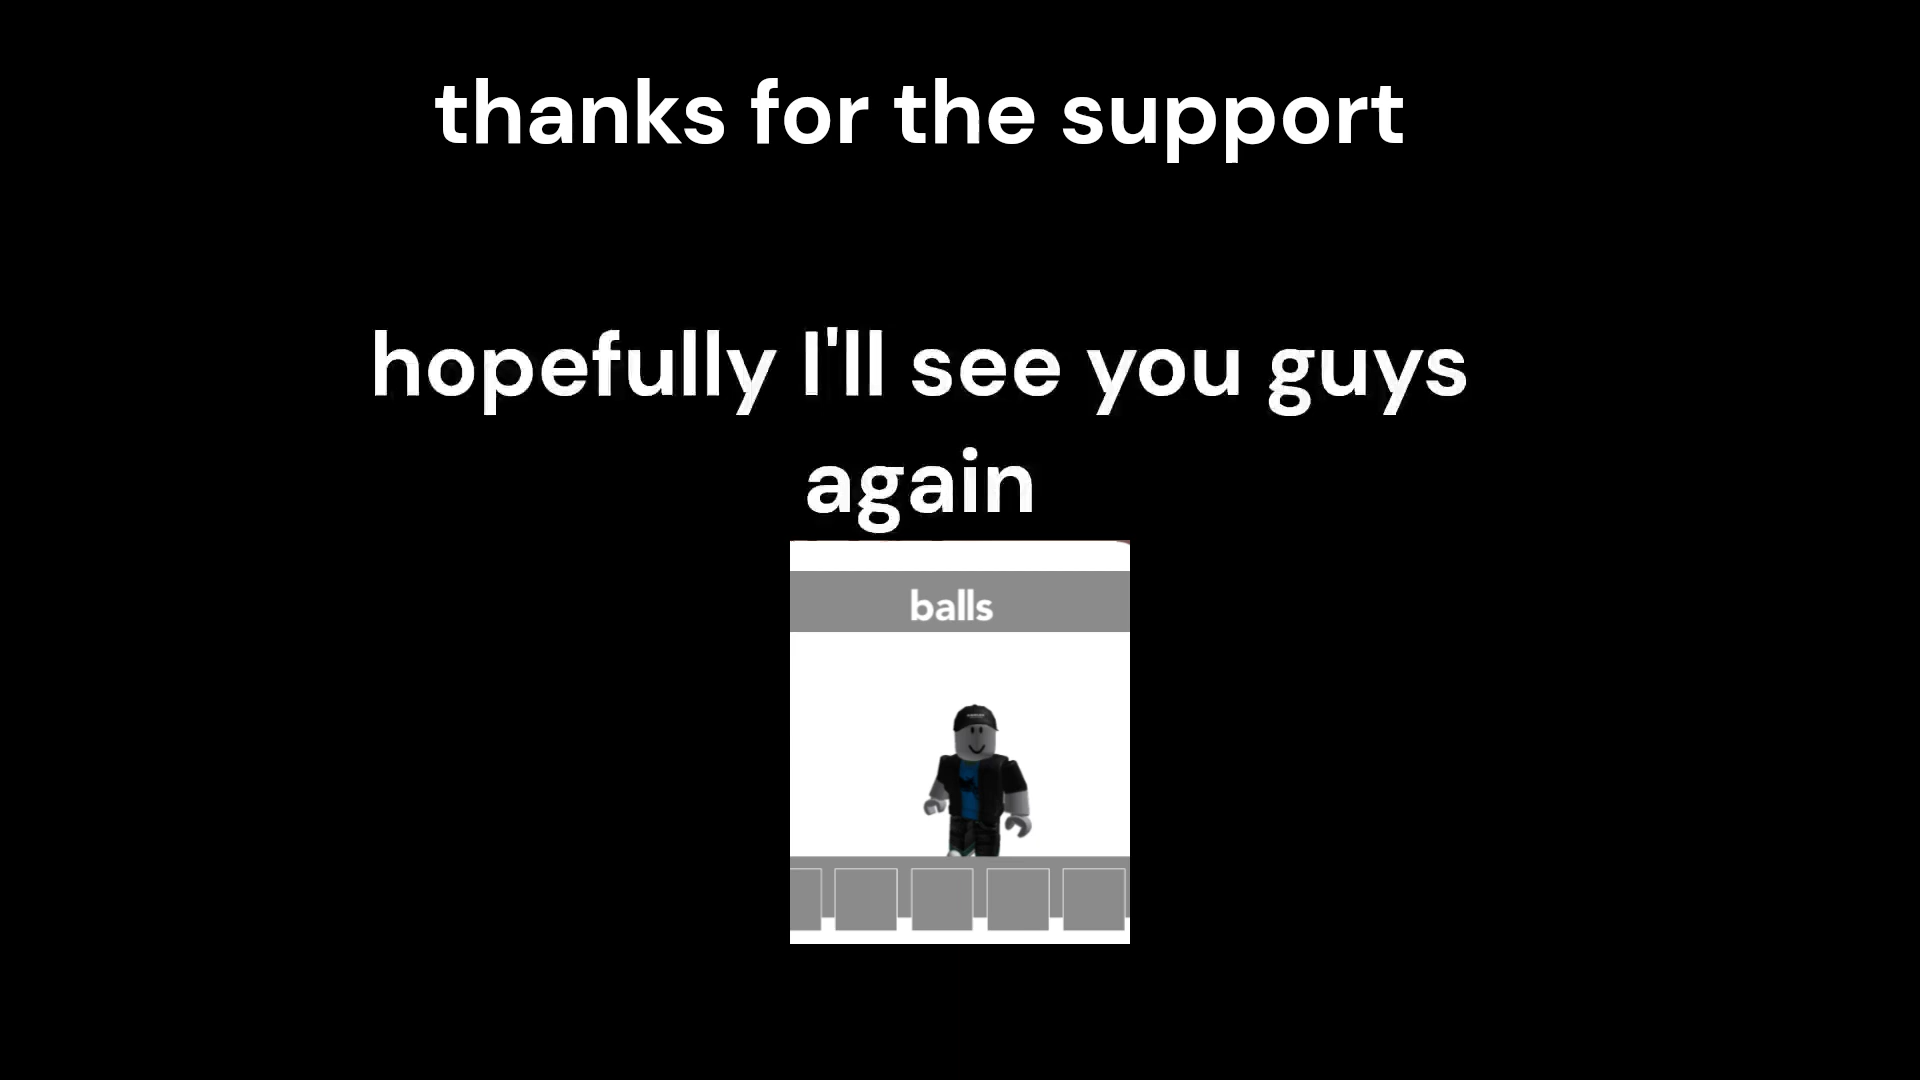 thanks for the support
hopefully I'll see you guys
again
balls